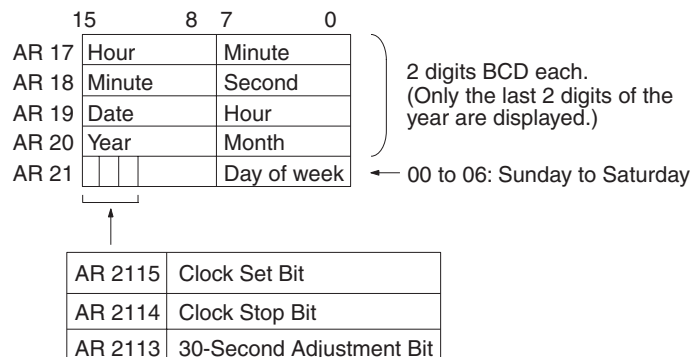 15 8 7 0
AR 17 Hour Minute
AR 18 Minute Second
AR 19 Date Hour
AR 20 Year Month
AR 21 Day of week
2 digits BCD each.
(Only the last 2 digits of the
year are displayed.)
00 to 06: Sunday to Saturday
AR 2115 Clock Set Bit
AR 2114 Clock Stop Bit
AR 2113 30-Second Adjustment Bit